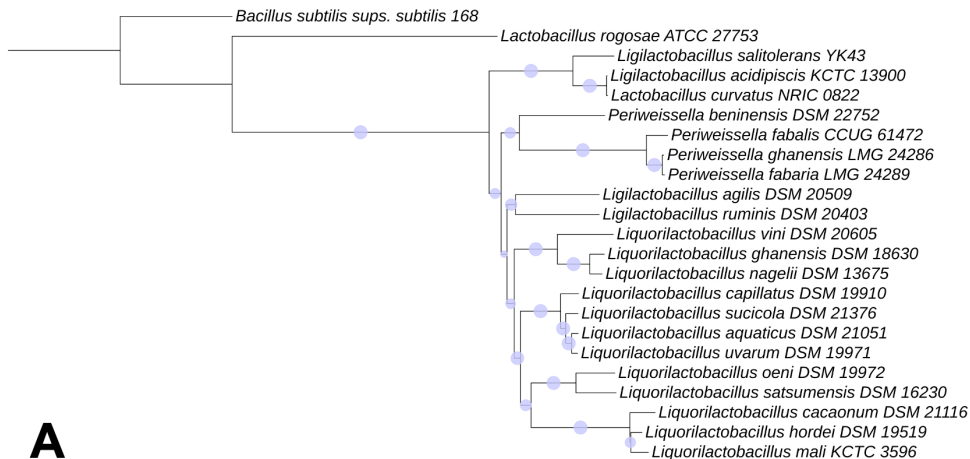 Bacillus subtilis sups. subtilis 168
Lactobacillus rogosae ATCC 27753
Ligilactobacillus salitolerans YK43
Ligilactobacillus acidipiscis KCTC 13900
Lactobacillus curvatus NRIC 0822
Periweissella beninensis DSM 22752
Periweissella fabalis CCUG 61472
Periweissella ghanensis LMG 24286
Periweissella fabaria LMG 24289
Ligilactobacillus agilis DSM 20509
Ligilactobacillus ruminis DSM 20403
Liquorilactobacillus vini DSM 20605
Liquorilactobacillus ghanensis DSM 18630
Liquorilactobacillus nagelii DSM 13675
Liquorilactobacillus capillatus DSM 19910
Liquorilactobacillus sucicola DSM 21376
Liquorilactobacillus aquaticus DSM 21051
Liquorilactobacillus uvarum DSM 19971
Liquorilactobacillus oeni DSM 19972
Liquorilactobacillus satsumensis DSM 16230
Liquorilactobacillus cacaonum DSM 21116
Liquorilactobacillus hordei DSM 19519
Liquorilactobacillus mali KCTC 3596
A